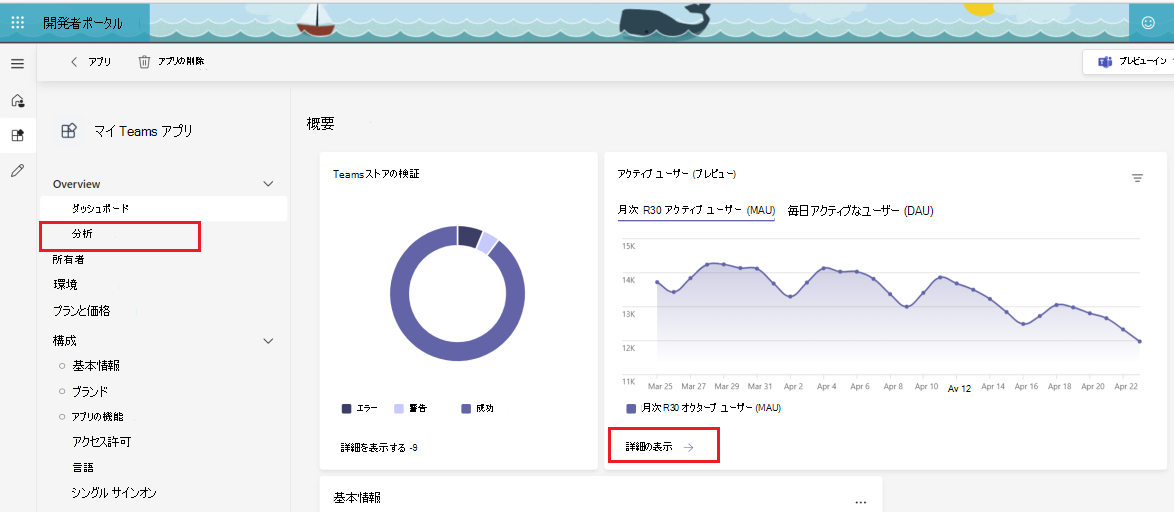 開発者ポータル
アプリ
アプリの削除
プレビューイン
マイ Teams アプリ
Overview
ダッシュボード
分析
所有者
環境
プランと価格
構成
基本情報
ブランド
アプリの機能
アクセス許可
言語
シングル サインオン
概要
Teamsストアの検証
エラー 警告 成功
詳細を表示する -9
アクティブ ユーザー (プレビュー)
月次 R30 アクティブ ユーザー (MAU) 毎日アクティブなユーザー (DAU)
15K
14K
13K
12K
11K
Mar 25 Mar 27 Mar 29 Mar 31 Apr 2 Apr 4 Apr 6 Apr 8 Apr 10 Av 12 Apr 14 Apr 16 Apr 18 Apr 20 Apr 22
月次 R30 オクターブ ユーザー (MAU)
詳細の表示
基本情報